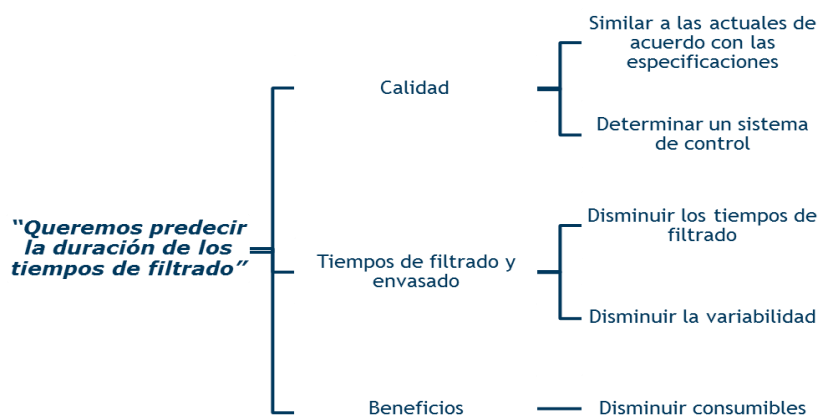 Similar a las actuales de
acuerdo con las
especificaciones
Calidad
Determinar un sistema
de control
“Queremos predecir
la duración de los
tiempos de filtrado”
Disminuir los tiempos de
filtrado
Tiempos de filtrado y
envasado
Disminuir la variabilidad
Beneficios
Disminuir consumibles